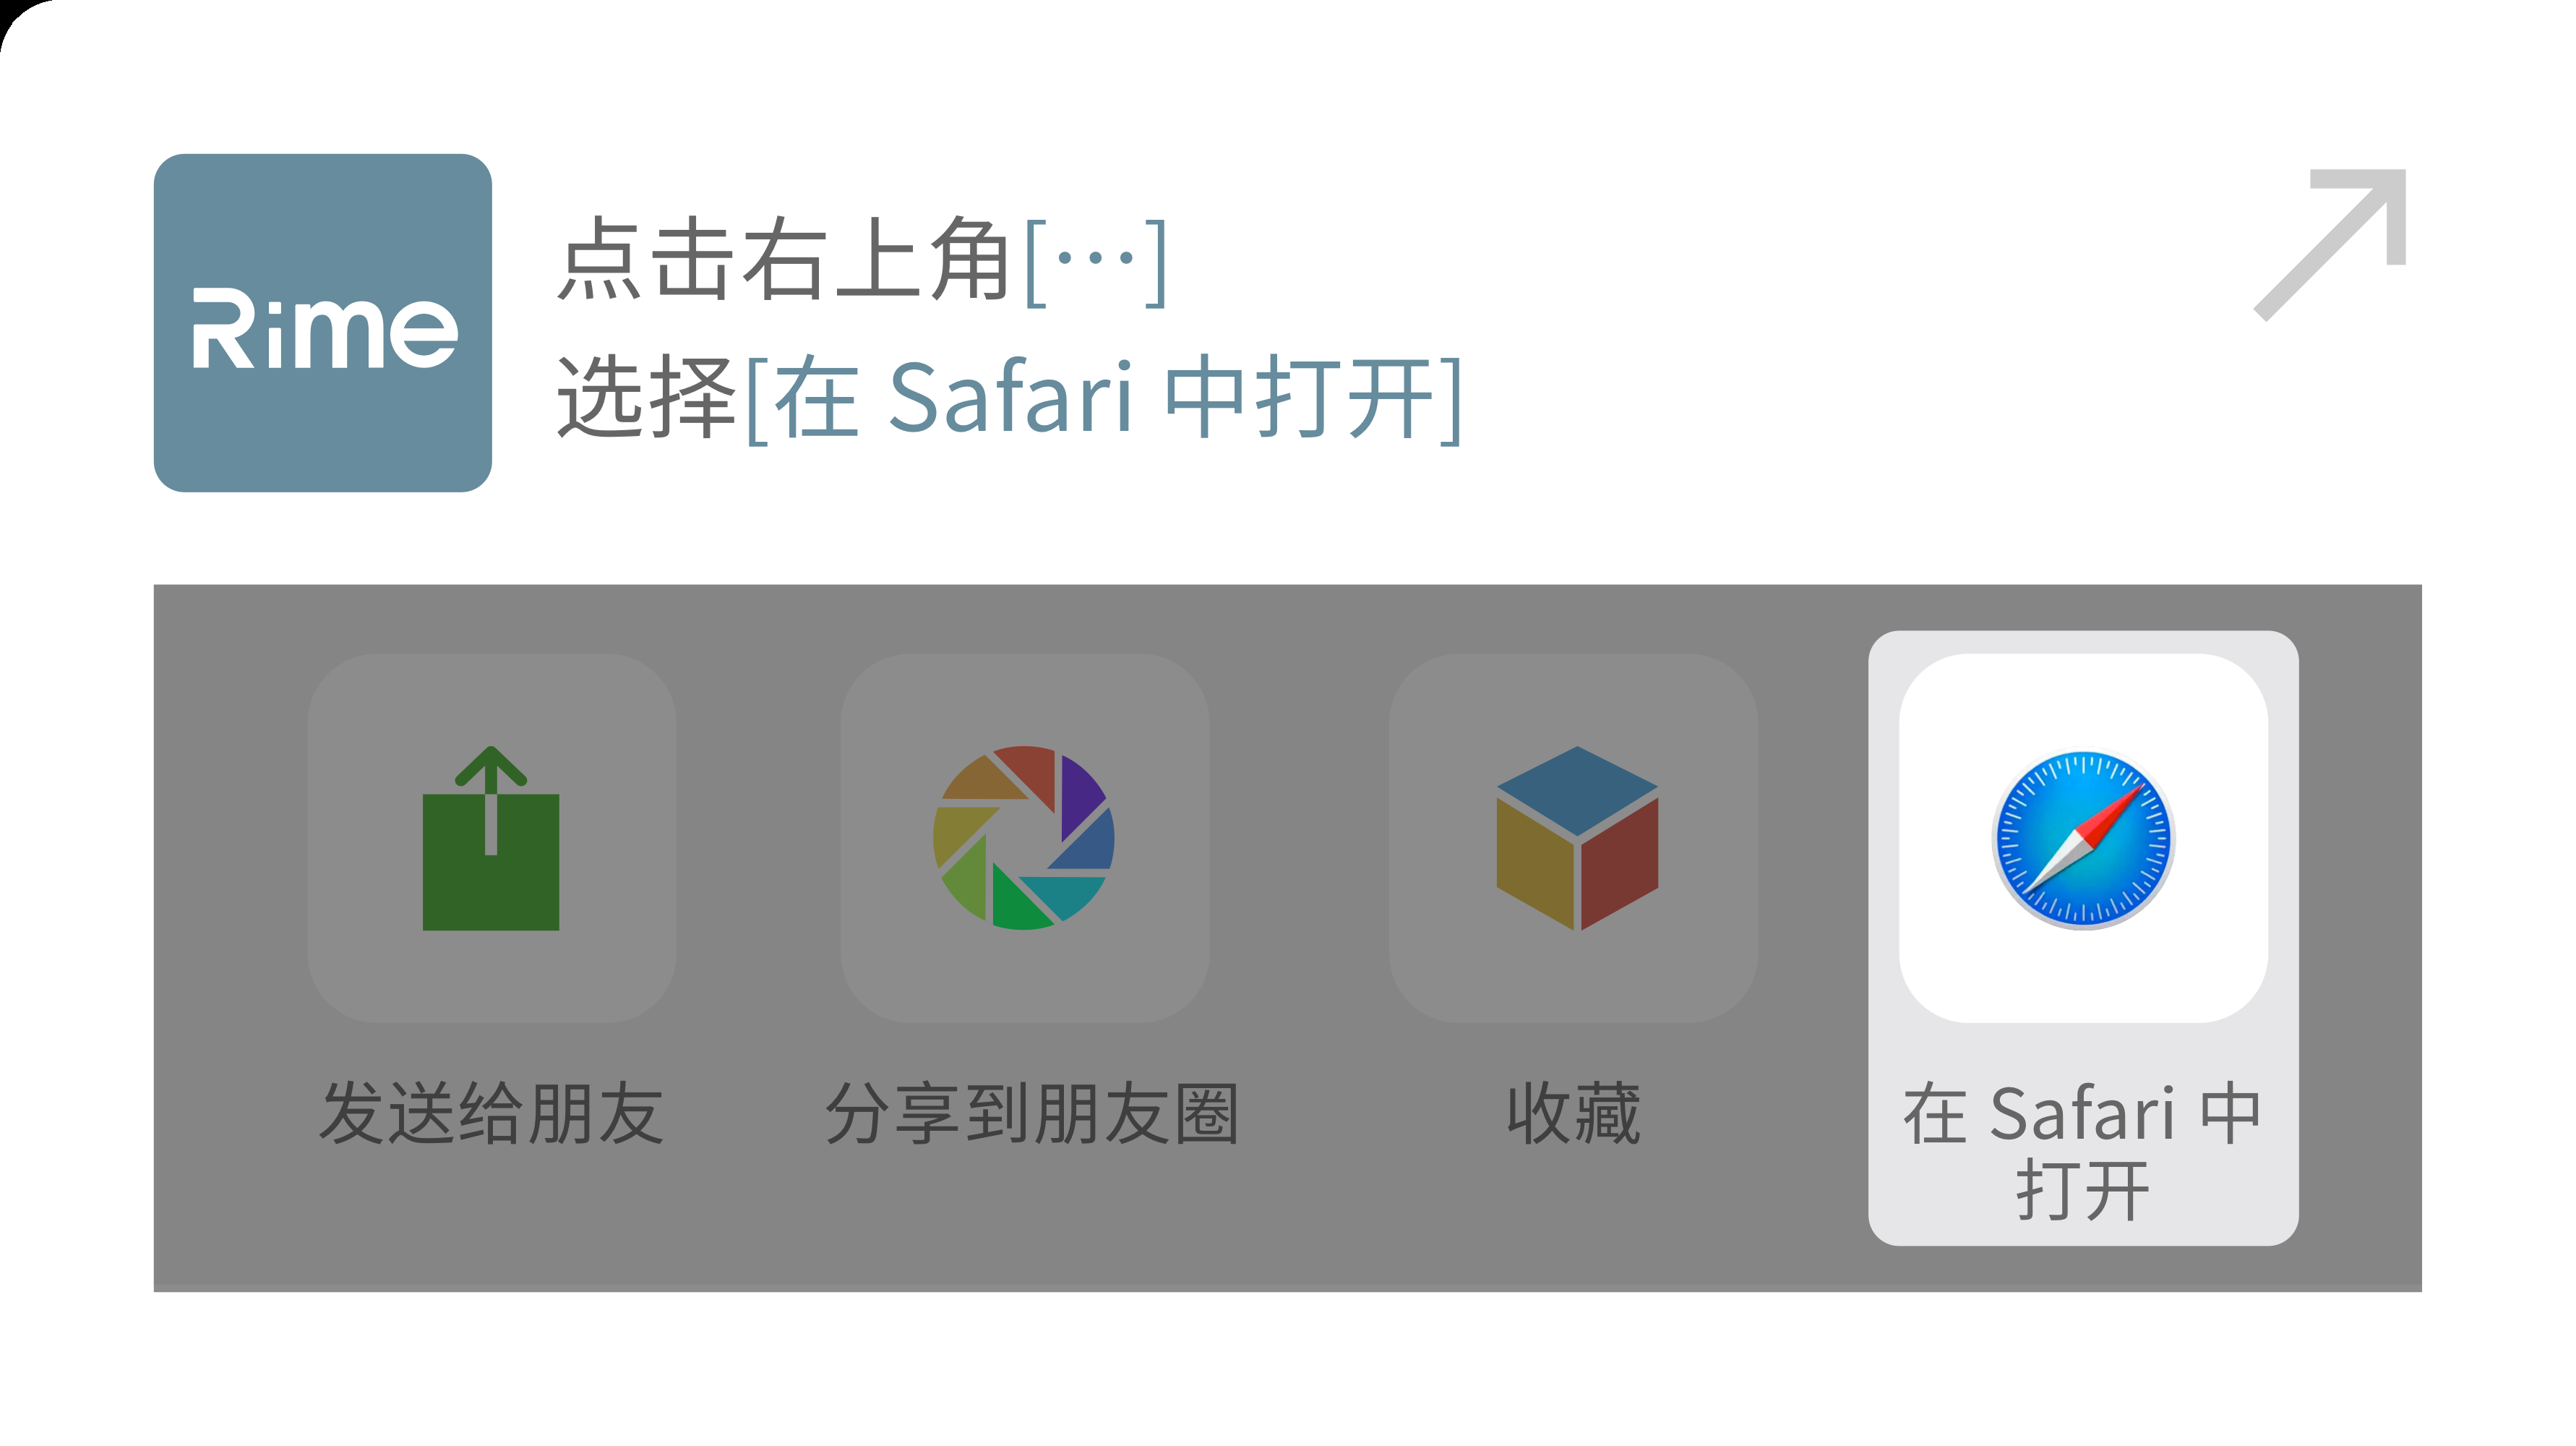 Rime
点击右上角[···]
选择[在 Safari 中打开]
发送给朋友
分享到朋友圈
收藏
在 Safari 中
打开